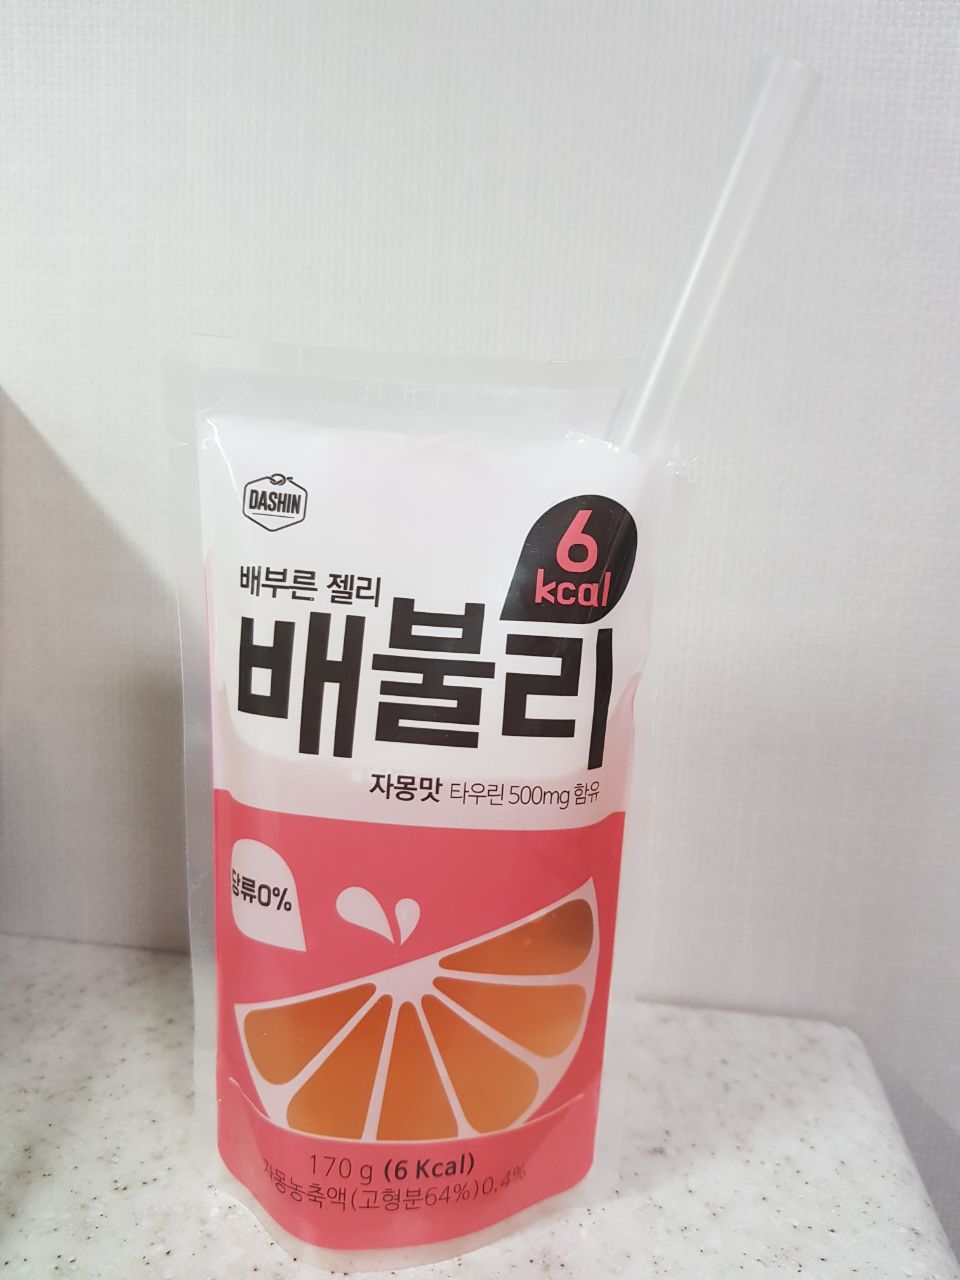 DASHIN
6
kcal
배부른 젤리
배불리
자몽맛 타우린 500mg 함유
당류0%
170 g (6 Kcal)
자몽농축액(고형분64%)0.4%